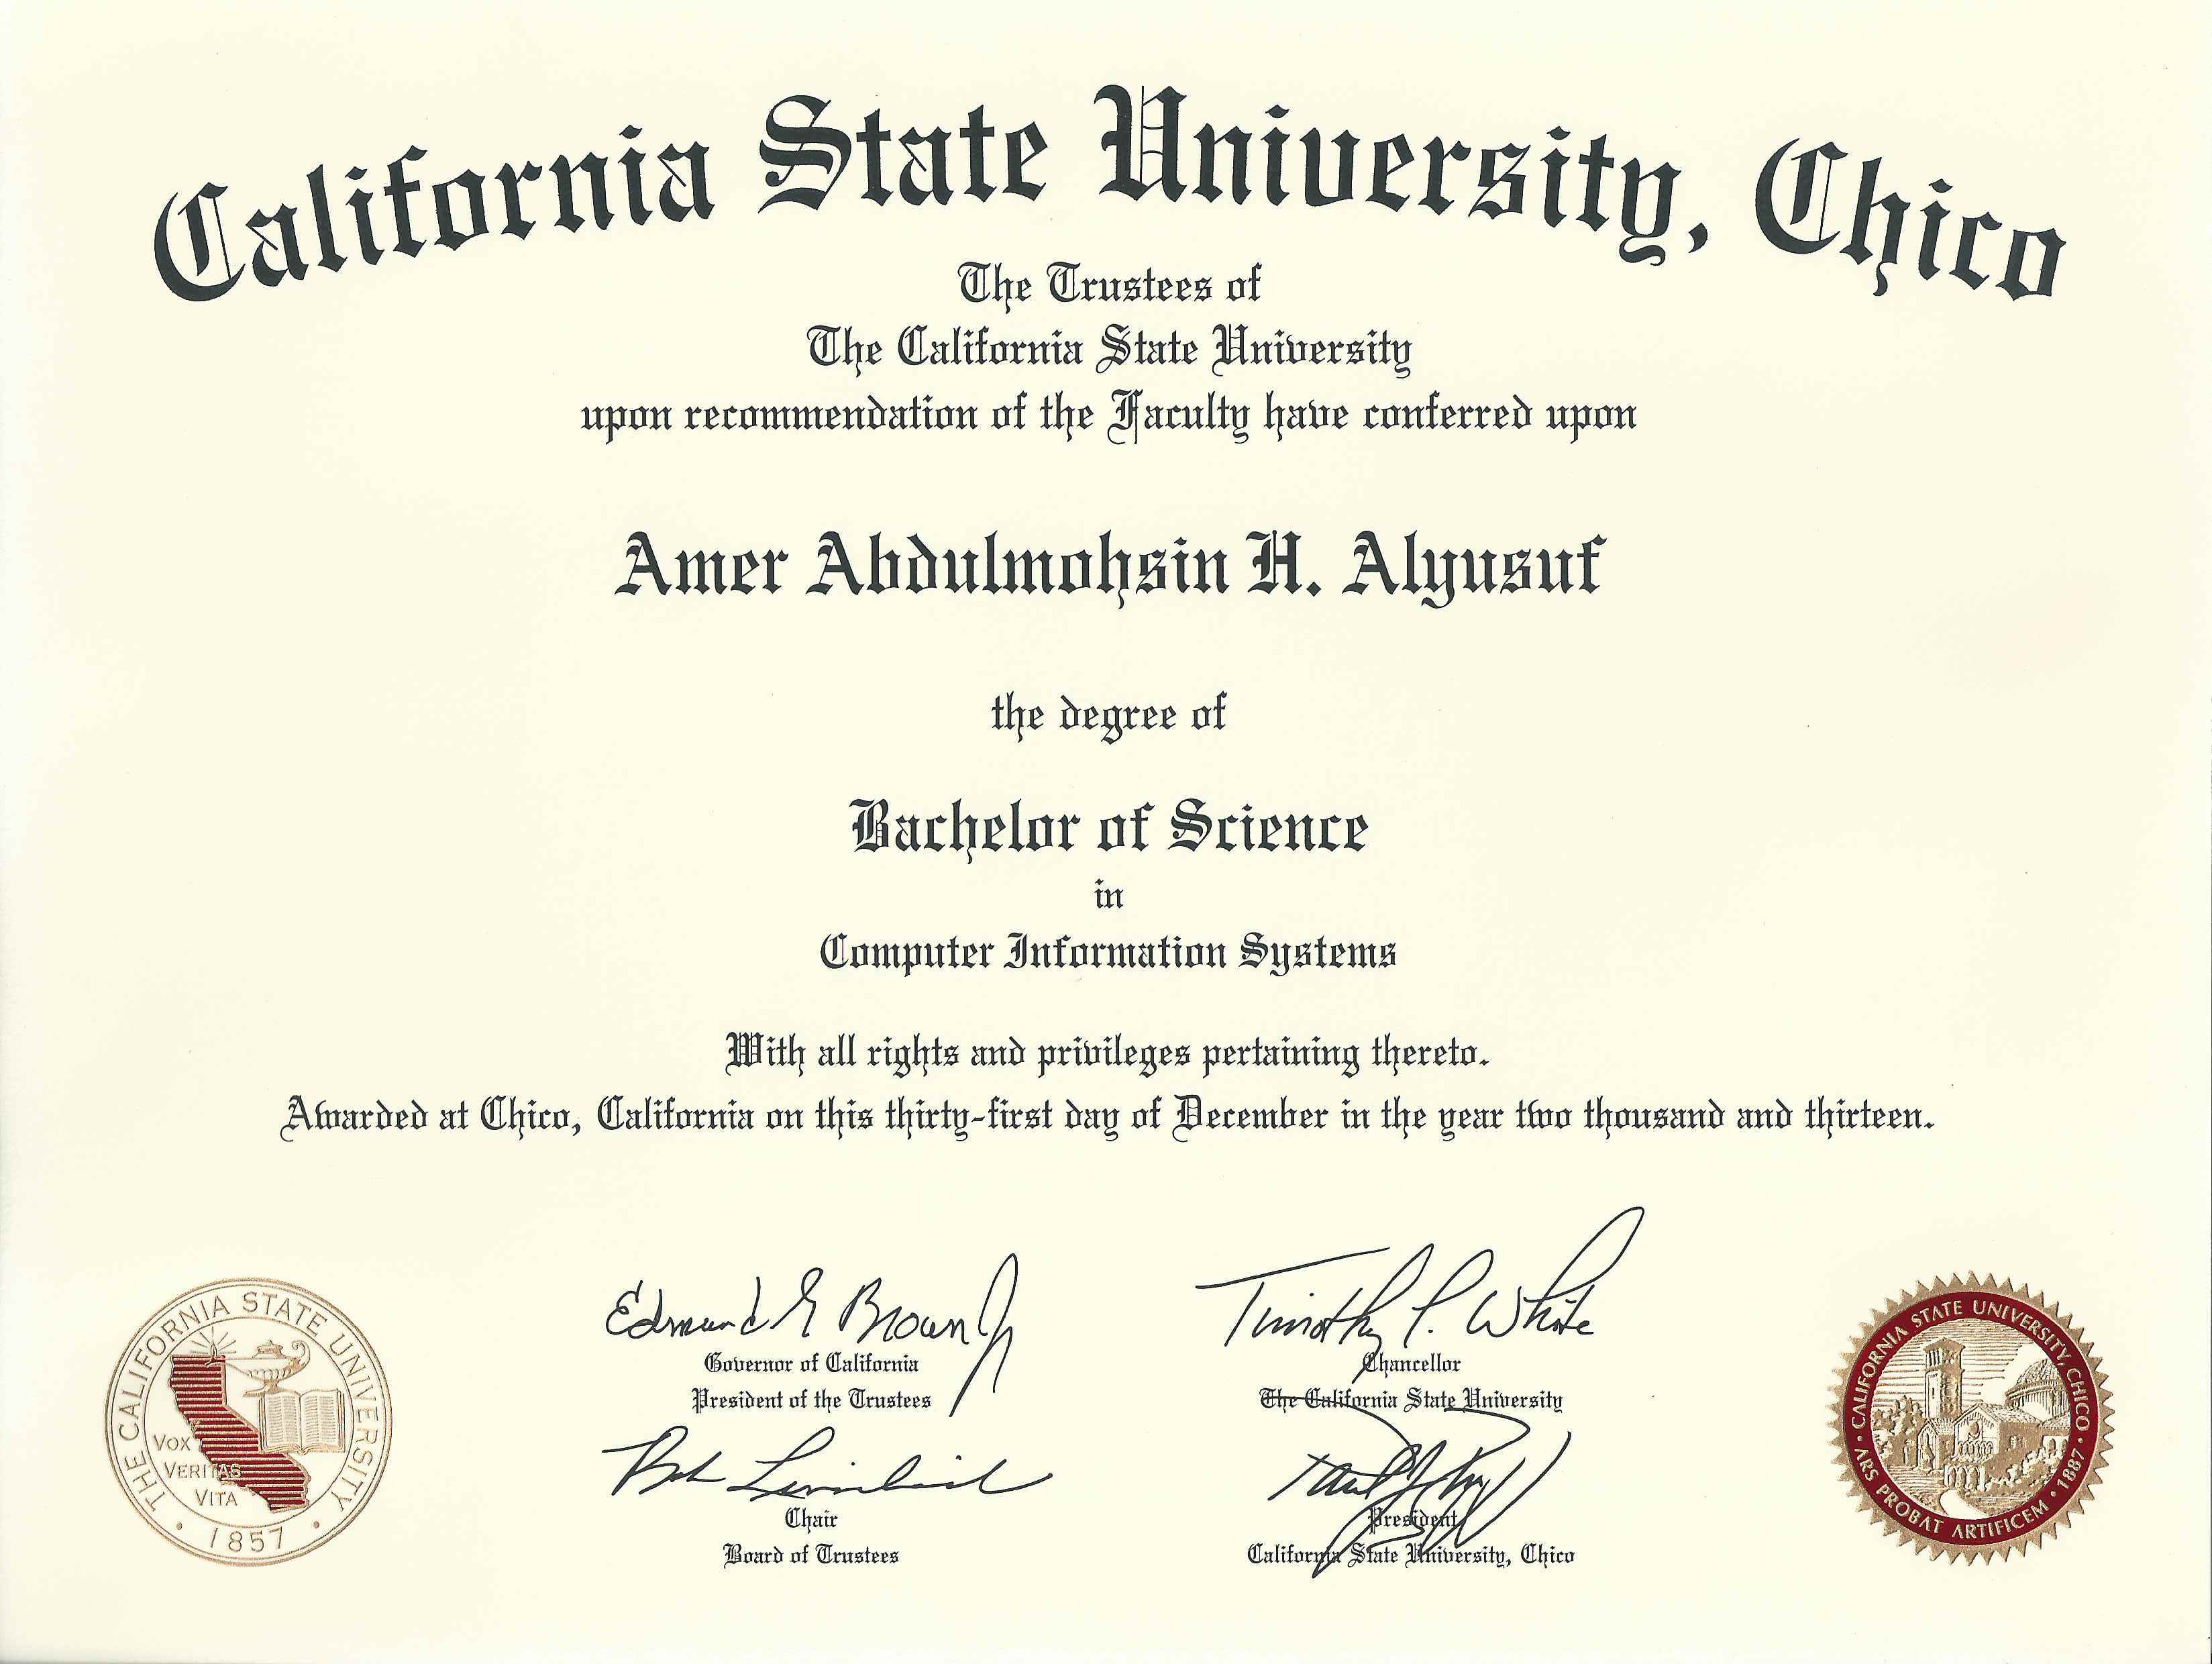 California State University, Chico
The Trustees of
The California State University
upon recommendation of the Faculty have conferred upon
Amer Abdulmohsin H. Alyusuf
the degree of
Bachelor of Science
in
Computer Information Systems
With all rights and privileges pertaining thereto.
Awarded at Chico, California on this thirty-first day of December in the year two thousand and thirteen.
Edmund G Brown Jr
Governor of California
President of the Trustees
Timothy P. White
Chancellor
The California State University
Bob
Chair
Board of Trustees
Paul J
President
California State University, Chico
THE CALIFORNIA STATE UNIVERSITY
VOX
VERITAS
VITA
· 1857 ·
CALIFORNIA STATE UNIVERSITY, CHICO
· ARS PROBAT ARTIFICEM · 1887 ·